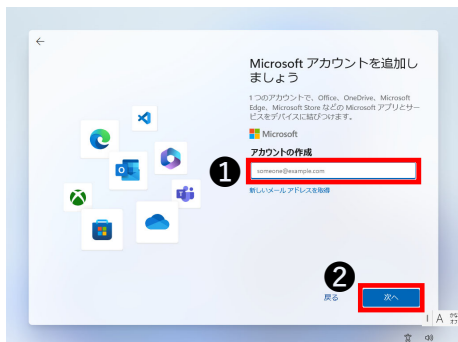 Microsoft アカウントを追加し
ましょう
1 つのアカウントで、Office、OneDrive、Microsoft
Edge、Microsoft Store などの Microsoft アプリとサー
ビスをデバイスに結びつけます。
Microsoft
アカウントの作成
1
someone@example.com
新しいメール アドレスを取得
2
戻る
次へ
A